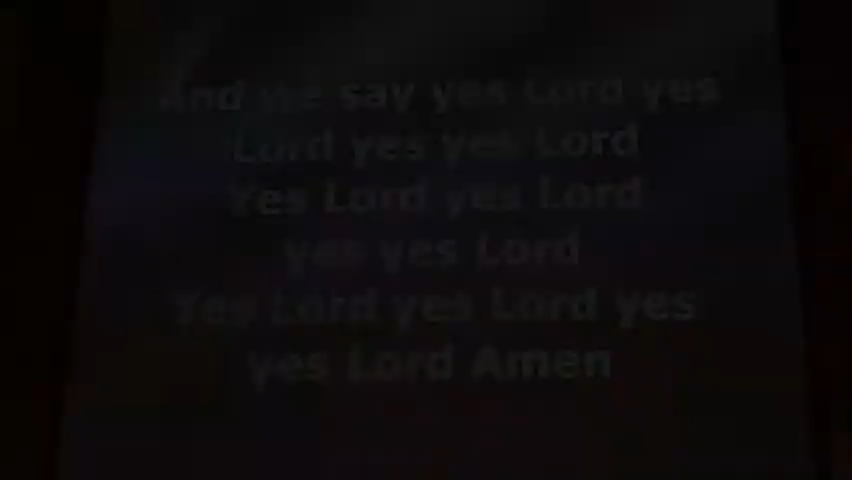 And we say yes Lord yes
Lord yes yes Lord
Yes Lord yes Lord
yes yes Lord
Yes Lord yes Lord yes
yes Lord Amen